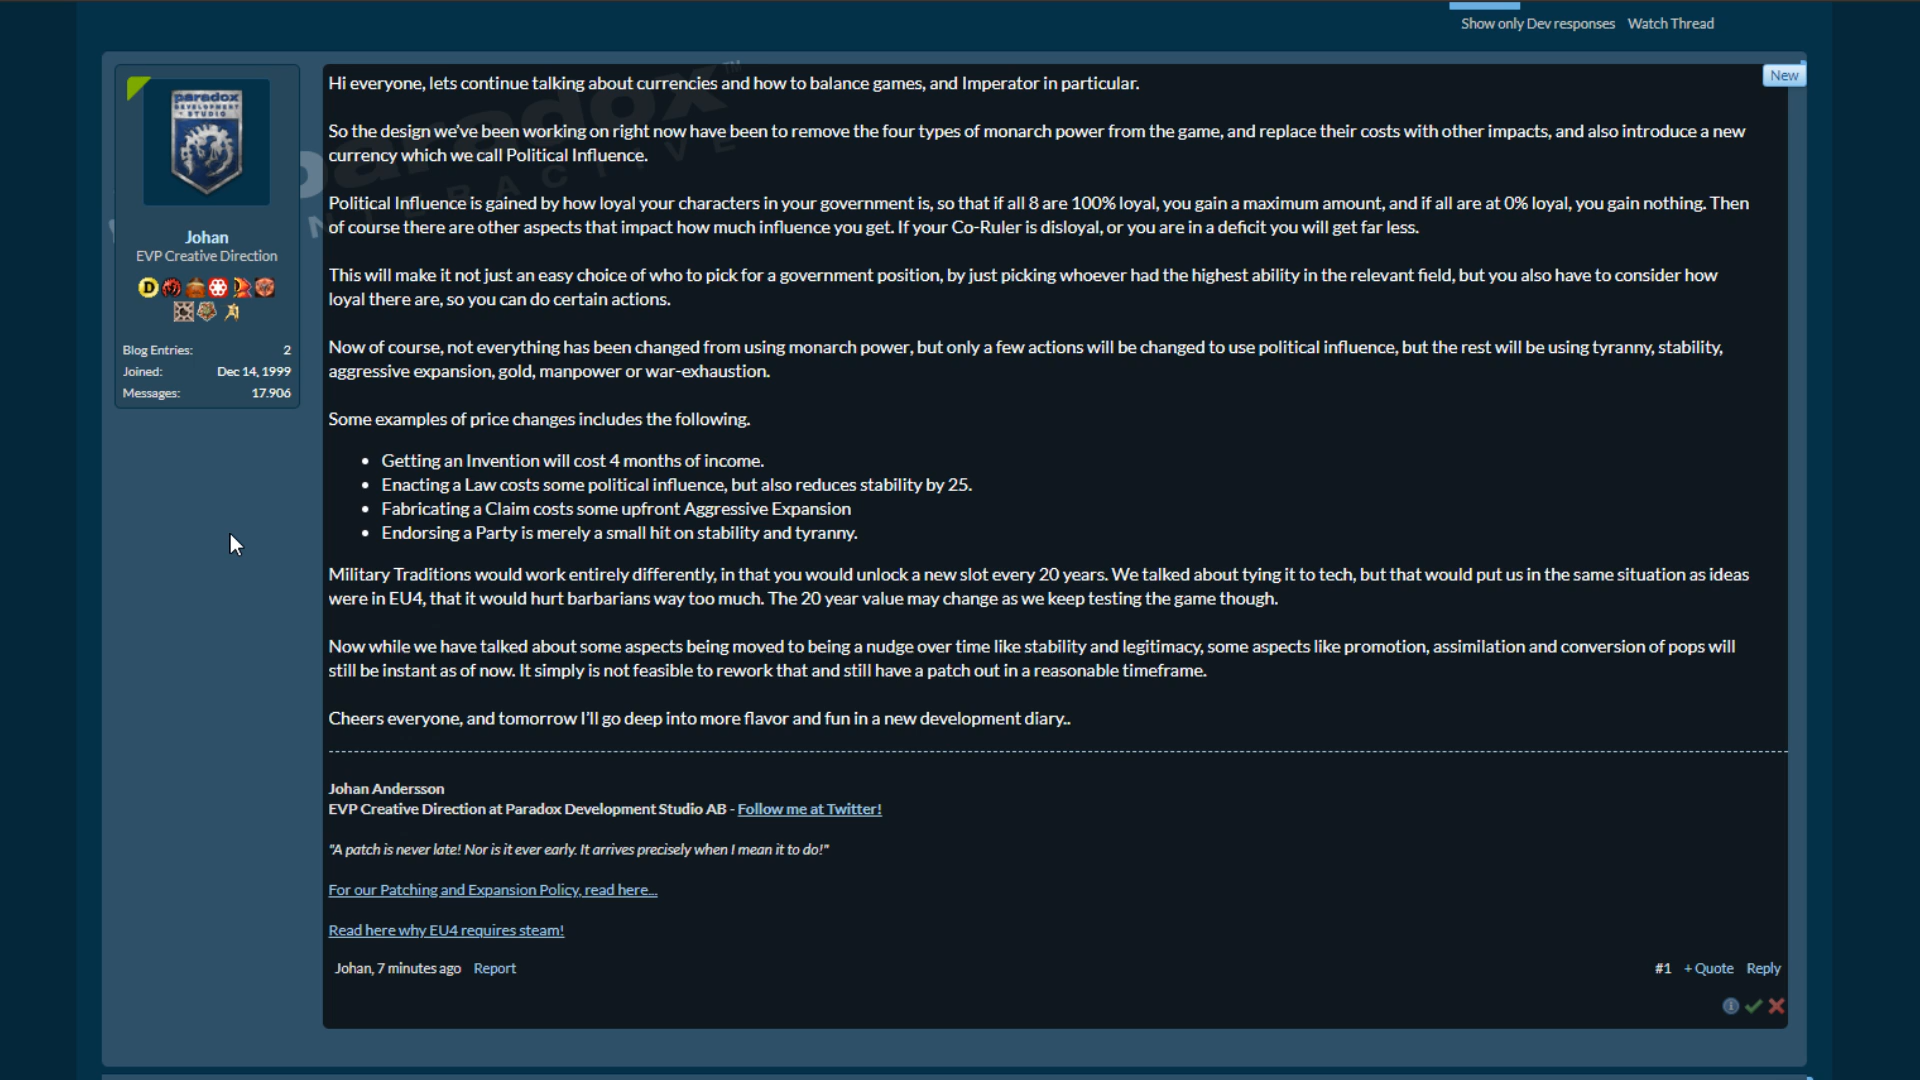 Show only Dev responses Watch Thread
New
paradox
DEVELOPMENT
STUDIO
Johan
EVP Creative Direction
Blog Entries: 2
Joined: Dec 14, 1999
Messages: 17.906
paradox™
INTERACTIVE
Hi everyone, lets continue talking about currencies and how to balance games, and Imperator in particular.
So the design we've been working on right now have been to remove the four types of monarch power from the game, and replace their costs with other impacts, and also introduce a new
currency which we call Political Influence.
Political Influence is gained by how loyal your characters in your government is, so that if all 8 are 100% loyal, you gain a maximum amount, and if all are at 0% loyal, you gain nothing. Then
of course there are other aspects that impact how much influence you get. If your Co-Ruler is disloyal, or you are in a deficit you will get far less.
This will make it not just an easy choice of who to pick for a government position, by just picking whoever had the highest ability in the relevant field, but you also have to consider how
loyal there are, so you can do certain actions.
Now of course, not everything has been changed from using monarch power, but only a few actions will be changed to use political influence, but the rest will be using tyranny, stability,
aggressive expansion, gold, manpower or war-exhaustion.
Some examples of price changes includes the following.
• Getting an Invention will cost 4 months of income.
• Enacting a Law costs some political influence, but also reduces stability by 25.
• Fabricating a Claim costs some upfront Aggressive Expansion
• Endorsing a Party is merely a small hit on stability and tyranny.
Military Traditions would work entirely differently, in that you would unlock a new slot every 20 years. We talked about tying it to tech, but that would put us in the same situation as ideas
were in EU4, that it would hurt barbarians way too much. The 20 year value may change as we keep testing the game though.
Now while we have talked about some aspects being moved to being a nudge over time like stability and legitimacy, some aspects like promotion, assimilation and conversion of pops will
still be instant as of now. It simply is not feasible to rework that and still have a patch out in a reasonable timeframe.
Cheers everyone, and tomorrow I'll go deep into more flavor and fun in a new development diary..
Johan Andersson
EVP Creative Direction at Paradox Development Studio AB - Follow me at Twitter!
"A patch is never late! Nor is it ever early. It arrives precisely when I mean it to do!"
For our Patching and Expansion Policy, read here...
Read here why EU4 requires steam!
Johan, 7 minutes ago Report #1 + Quote Reply